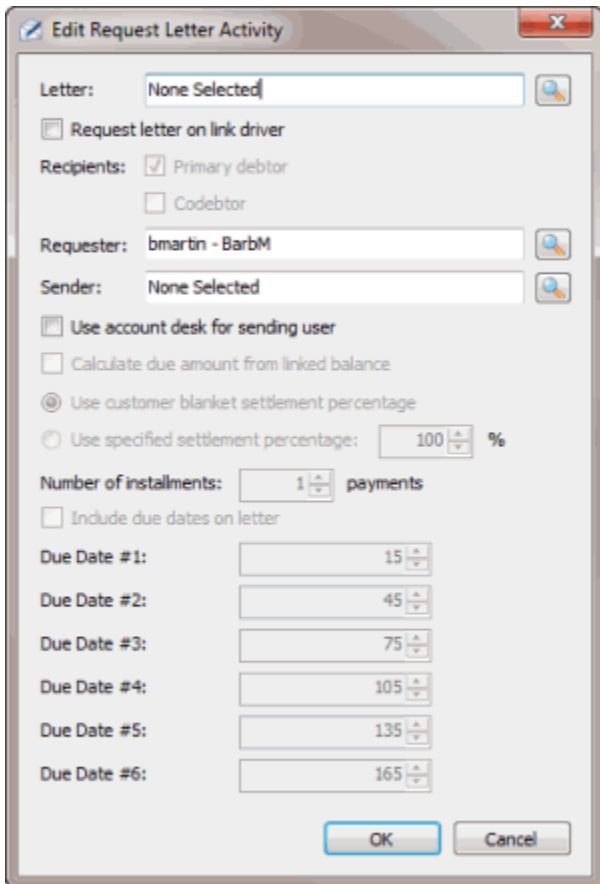 Edit Request Letter Activity
Letter: None Selected
Request letter on link driver
Recipients: Primary debtor
Codebtor
Requester: bmartin - BarbM
Sender: None Selected
Use account desk for sending user
Calculate due amount from linked balance
Use customer blanket settlement percentage
Use specified settlement percentage: 100 %
Number of installments: 1 payments
Include due dates on letter
Due Date #1: 15
Due Date #2: 45
Due Date #3: 75
Due Date #4: 105
Due Date #5: 135
Due Date #6: 165
OK Cancel